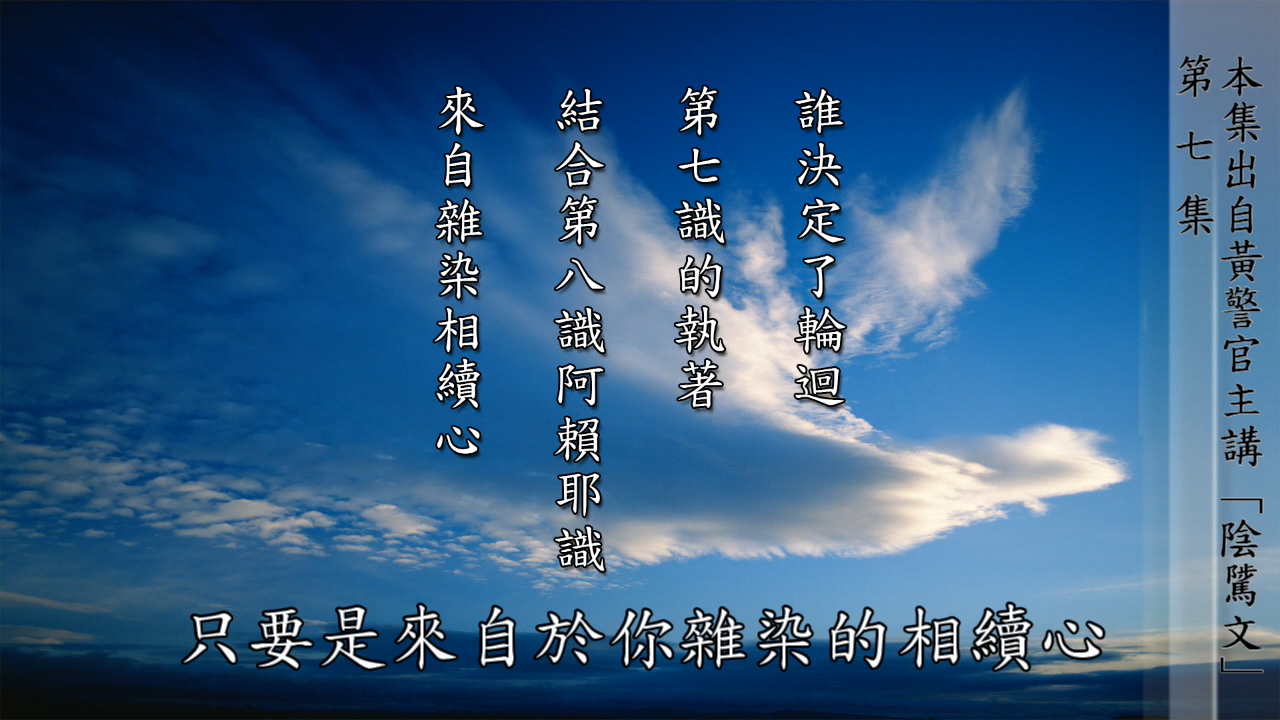 本集出自黃警官主講「陰騭文」
第七集
誰決定了輪迴
第七識的執著
結合第八識阿賴耶識
來自雜染相續心
只要是來自於你雜染的相續心